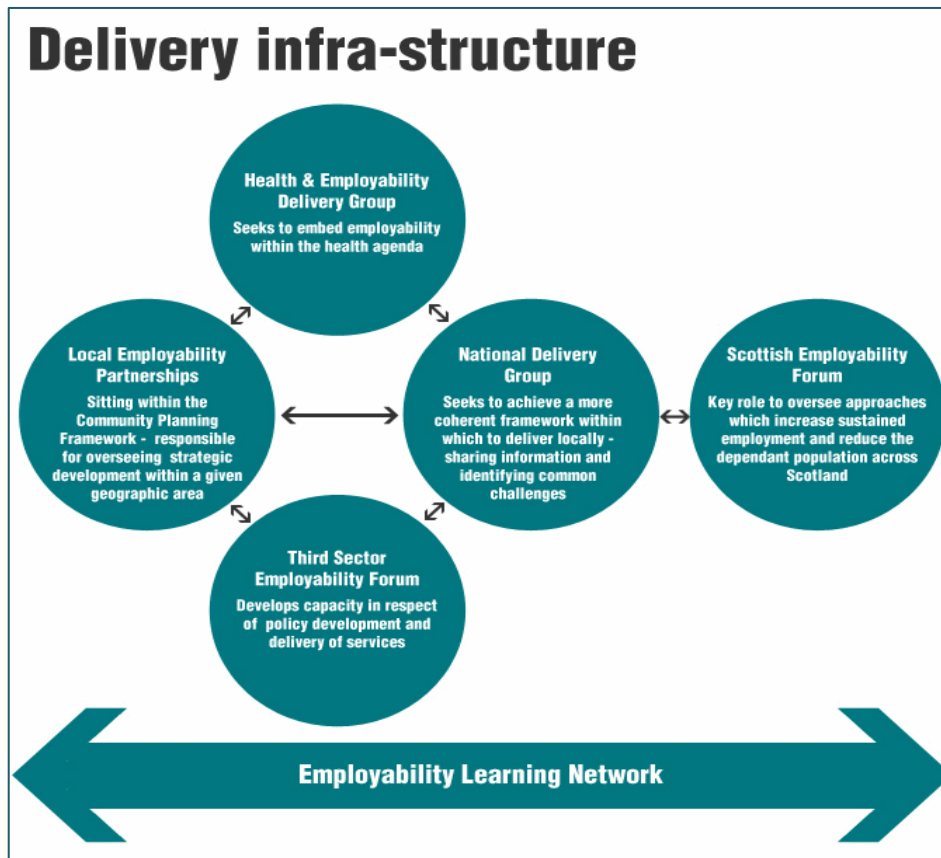 Delivery infra-structure
Health & Employability
Delivery Group
Seeks to embed employability
within the health agenda
Local Employability
Partnerships
Sitting within the
Community Planning
Framework - responsible
for overseeing strategic
development within a given
geographic area
National Delivery
Group
Seeks to achieve a more
coherent framework within
which to deliver locally -
sharing information and
identifying common
challenges
Scottish Employability
Forum
Key role to oversee approaches
which increase sustained
employment and reduce the
dependant population across
Scotland
Third Sector
Employability Forum
Develops capacity in respect
of policy development and
delivery of services
Employability Learning Network